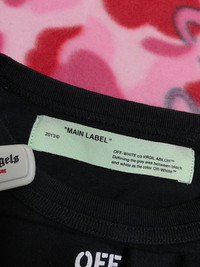 "MAIN LABEL"
2013®
OFF-WHITE c/o VIRGIL ABLOH™
Defining the grey area between black
and white as the color Off-White™
gels
OFF